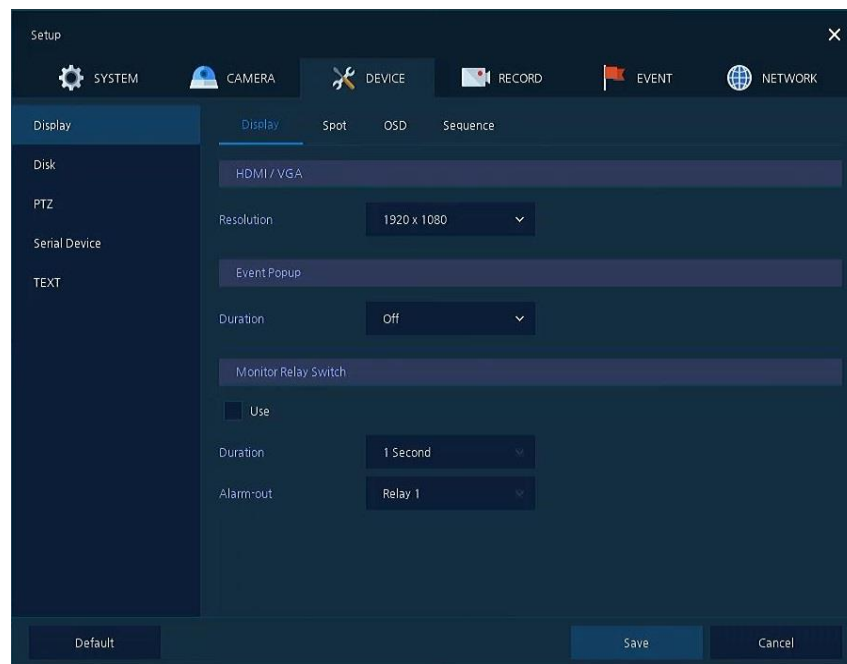 Setup
SYSTEM CAMERA DEVICE RECORD EVENT NETWORK
Display
Disk
PTZ
Serial Device
TEXT
Display Spot OSD Sequence
HDMI / VGA
Resolution 1920 x 1080
Event Popup
Duration Off
Monitor Relay Switch
Use
Duration 1 Second
Alarm-out Relay 1
Default Save Cancel